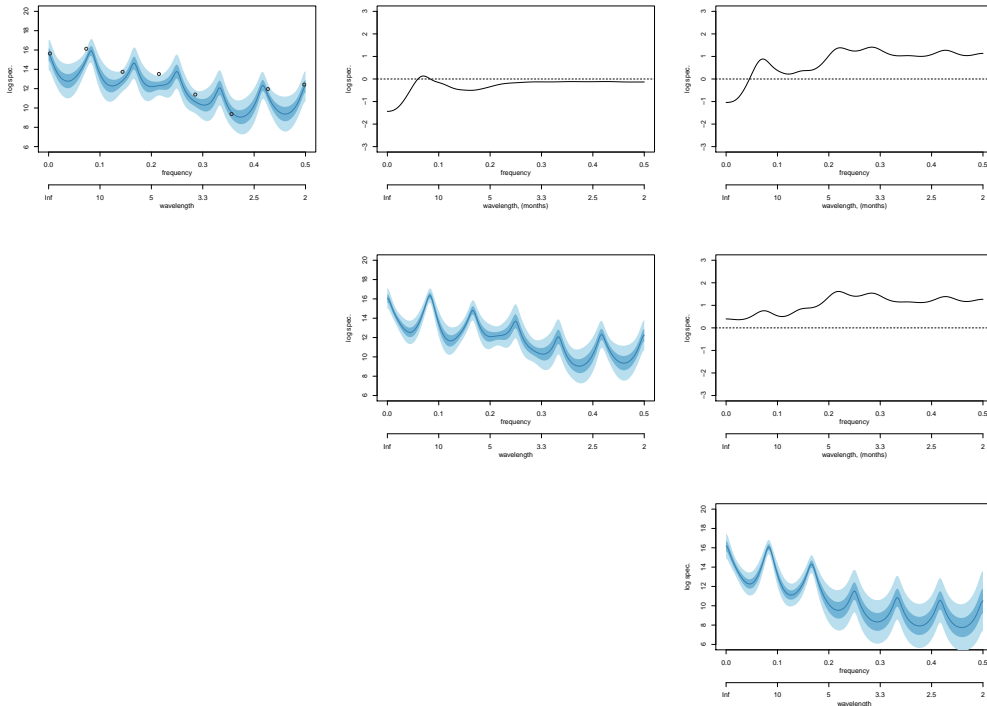 20
18
16
14
12
10
8
6
log spec.
0.0 0.1 0.2 0.3 0.4 0.5
frequency
Inf 10 5 3.3 2.5 2
wavelength
3
2
1
0
−1
−2
−3
log spec.
0.0 0.1 0.2 0.3 0.4 0.5
frequency
Inf 10 5 3.3 2.5 2
wavelength, (months)
3
2
1
0
−1
−2
−3
log spec.
0.0 0.1 0.2 0.3 0.4 0.5
frequency
Inf 10 5 3.3 2.5 2
wavelength, (months)
20
18
16
14
12
10
8
6
log spec.
0.0 0.1 0.2 0.3 0.4 0.5
frequency
Inf 10 5 3.3 2.5 2
wavelength
3
2
1
0
−1
−2
−3
log spec.
0.0 0.1 0.2 0.3 0.4 0.5
frequency
Inf 10 5 3.3 2.5 2
wavelength, (months)
20
18
16
14
12
10
8
6
log spec.
0.0 0.1 0.2 0.3 0.4 0.5
frequency
Inf 10 5 3.3 2.5 2
wavelength